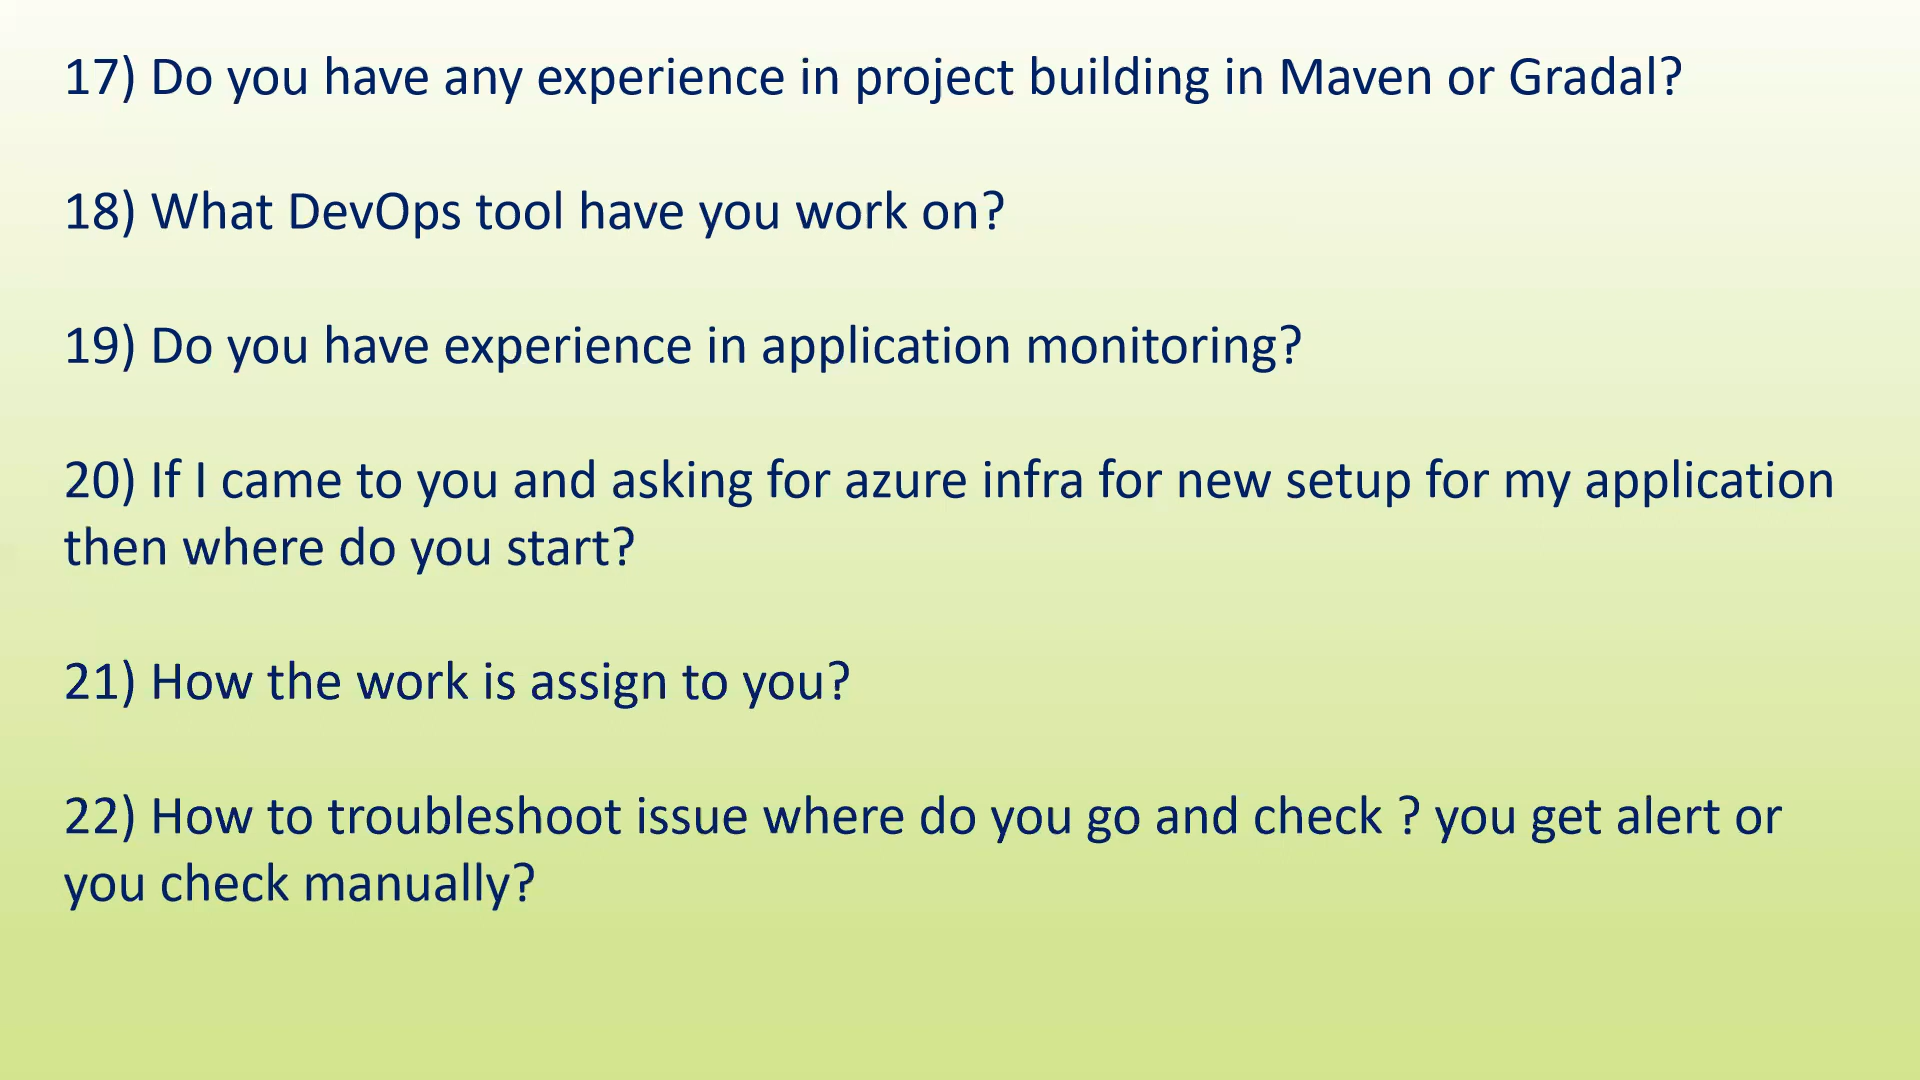 17) Do you have any experience in project building in Maven or Gradal?
18) What DevOps tool have you work on?
19) Do you have experience in application monitoring?
20) If I came to you and asking for azure infra for new setup for my application
then where do you start?
21) How the work is assign to you?
22) How to troubleshoot issue where do you go and check ? you get alert or
you check manually?